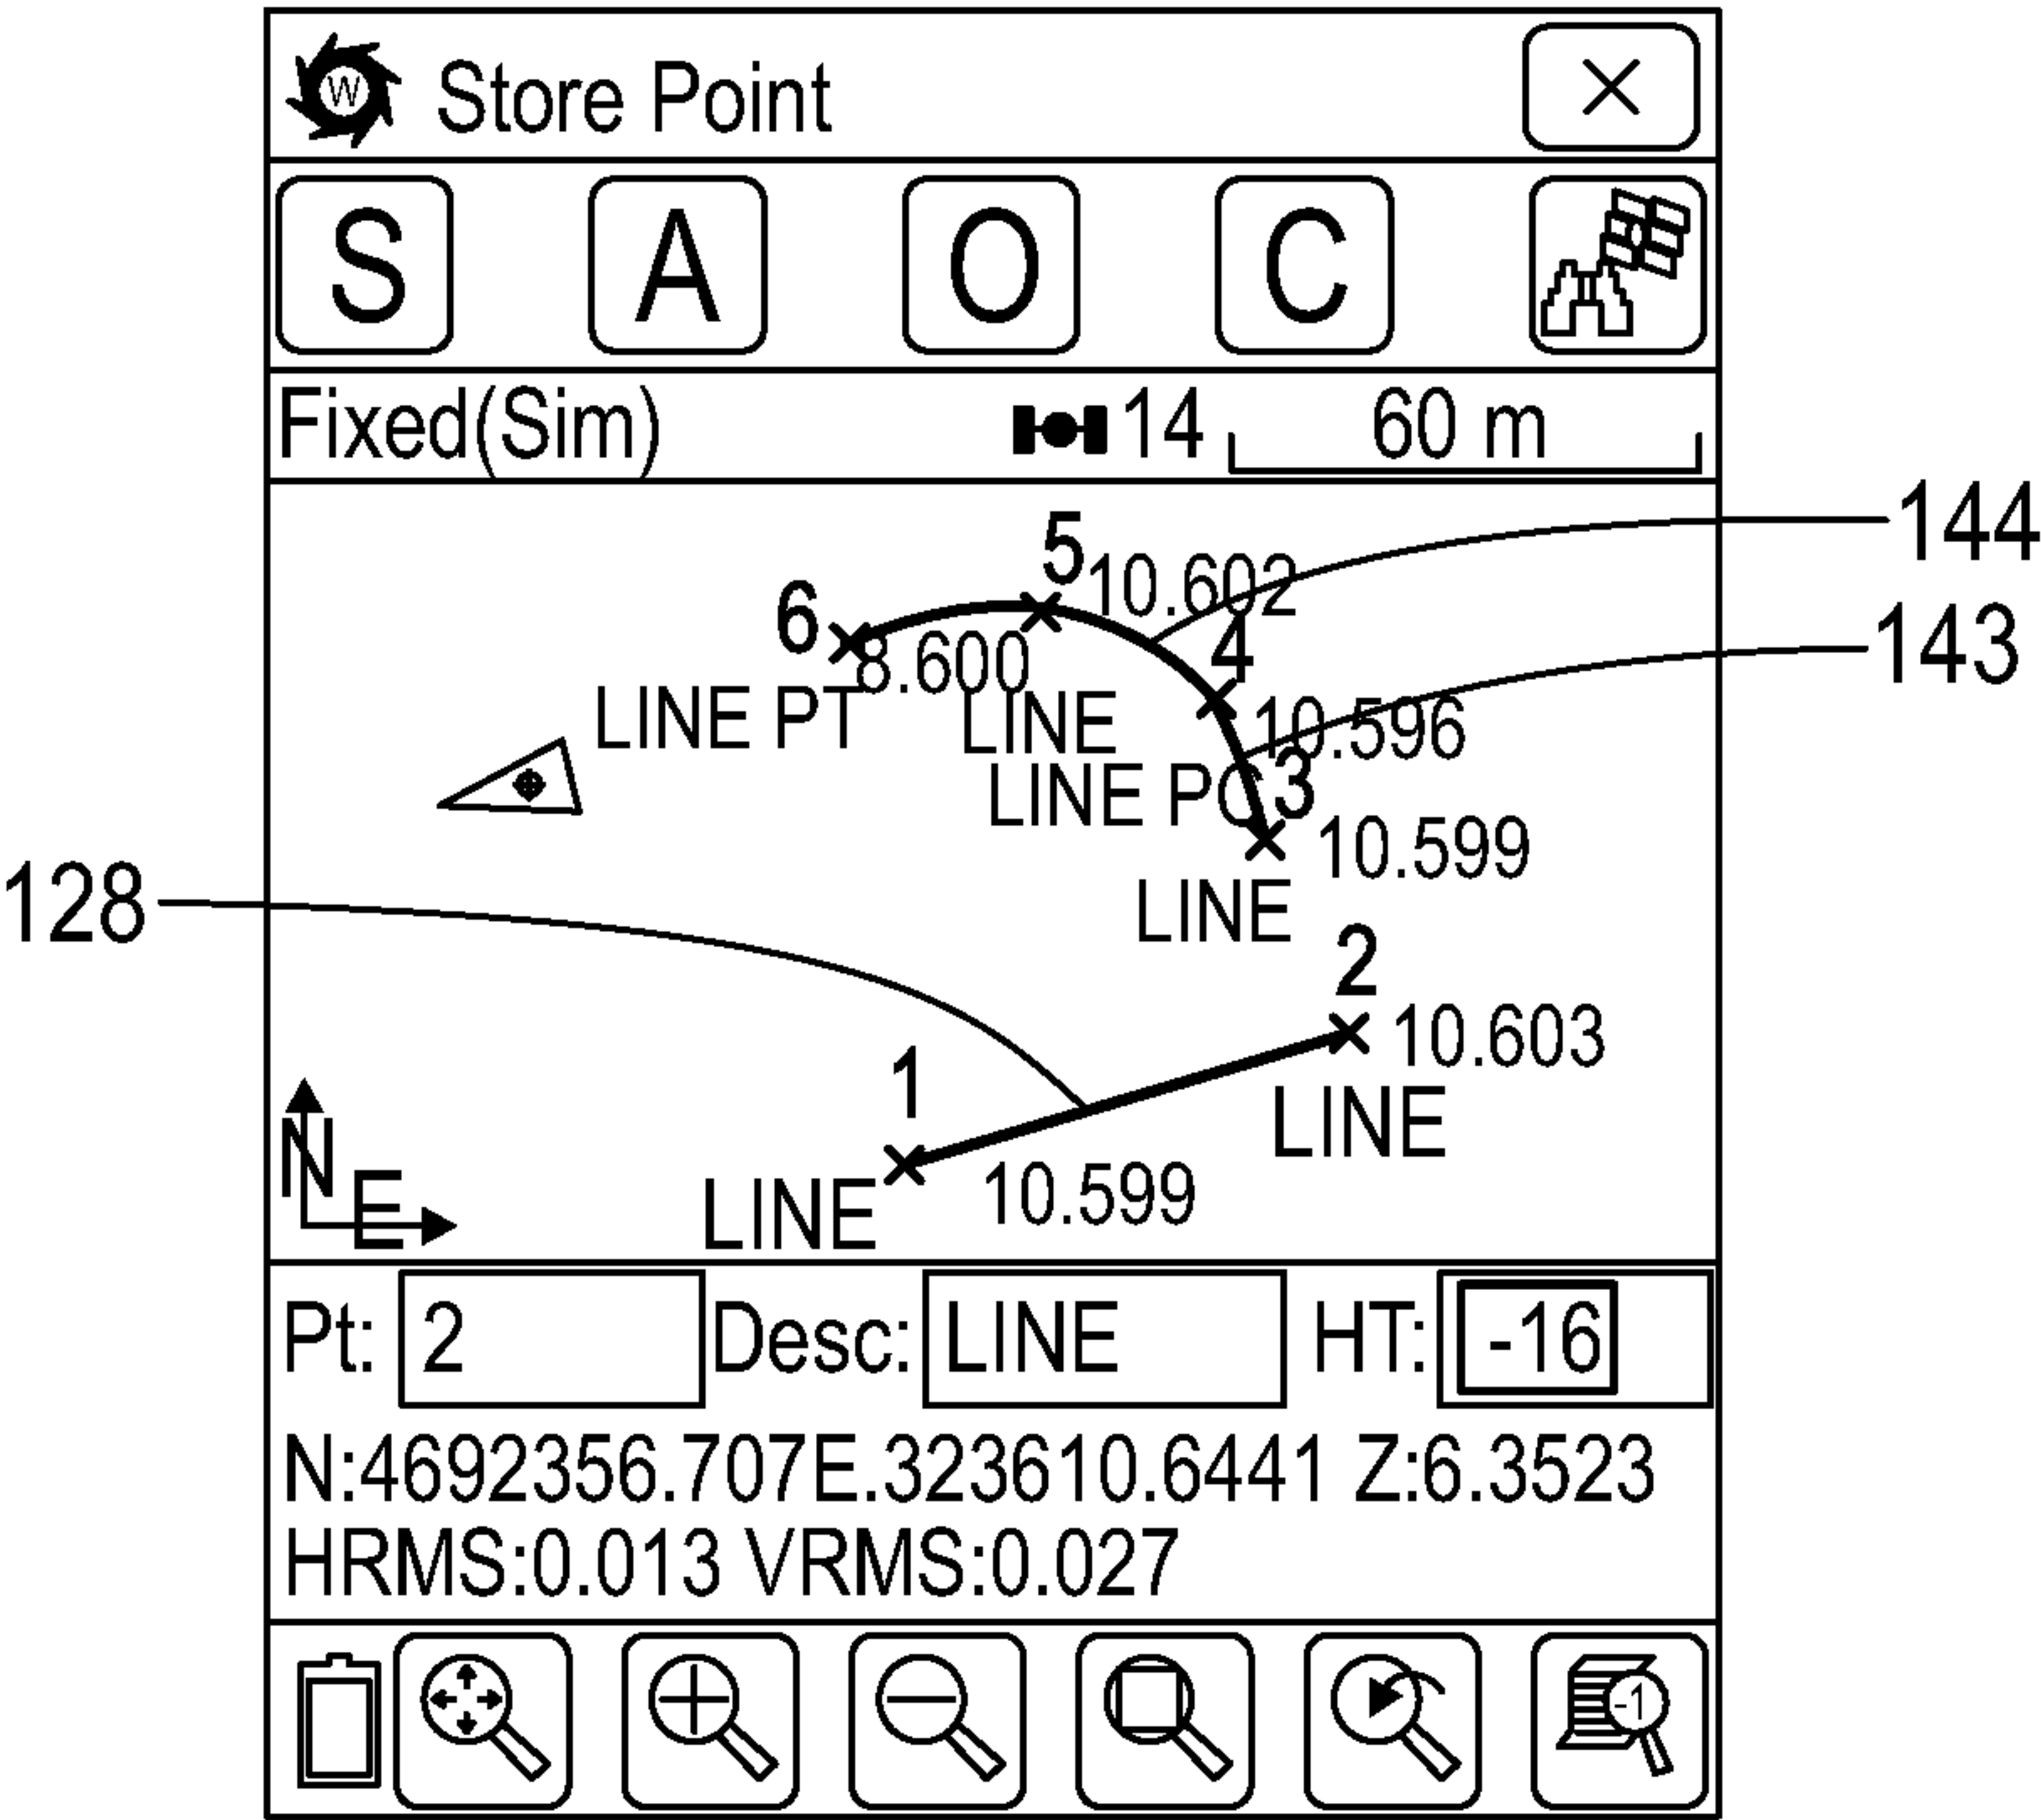 W Store Point ×
S A O C
Fixed(Sim) 14 60 m
144
5
10.602
6
4
143
8.600
LINE PT LINE 10.596
LINE PC 3
10.599
128
LINE
2
10.603
1
LINE
N
10.599
LINE
E
Pt: 2 Desc: LINE HT: -16
N:4692356.707E.323610.6441 Z:6.3523
HRMS:0.013 VRMS:0.027
-1